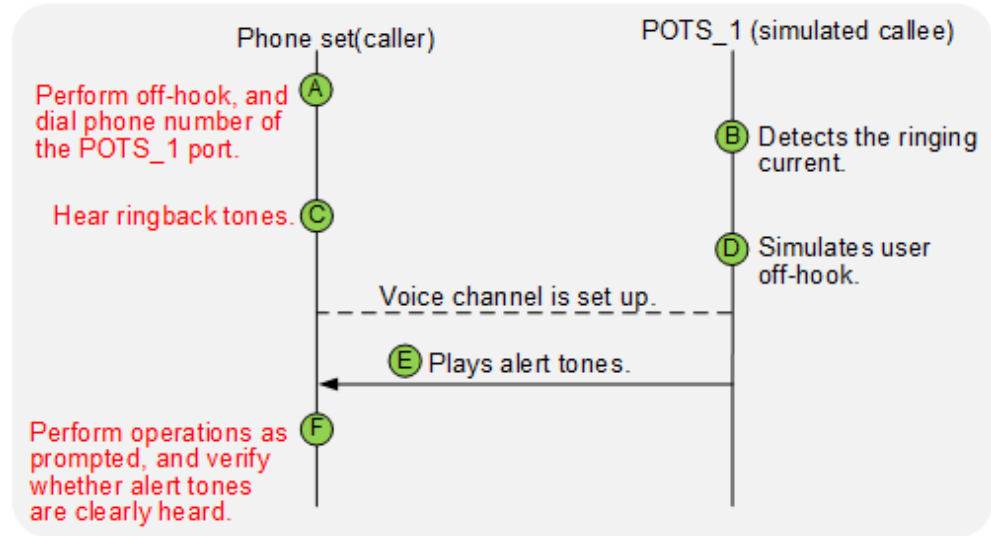 Phone set(caller)
POTS_1 (simulated callee)
A
Perform off-hook, and
dial phone number of
the POTS_1 port.
B
Detects the ringing
current.
C
Hear ringback tones.
D
Simulates user
off-hook.
Voice channel is set up.
E
Plays alert tones.
F
Perform operations as
prompted, and verify
whether alert tones
are clearly heard.